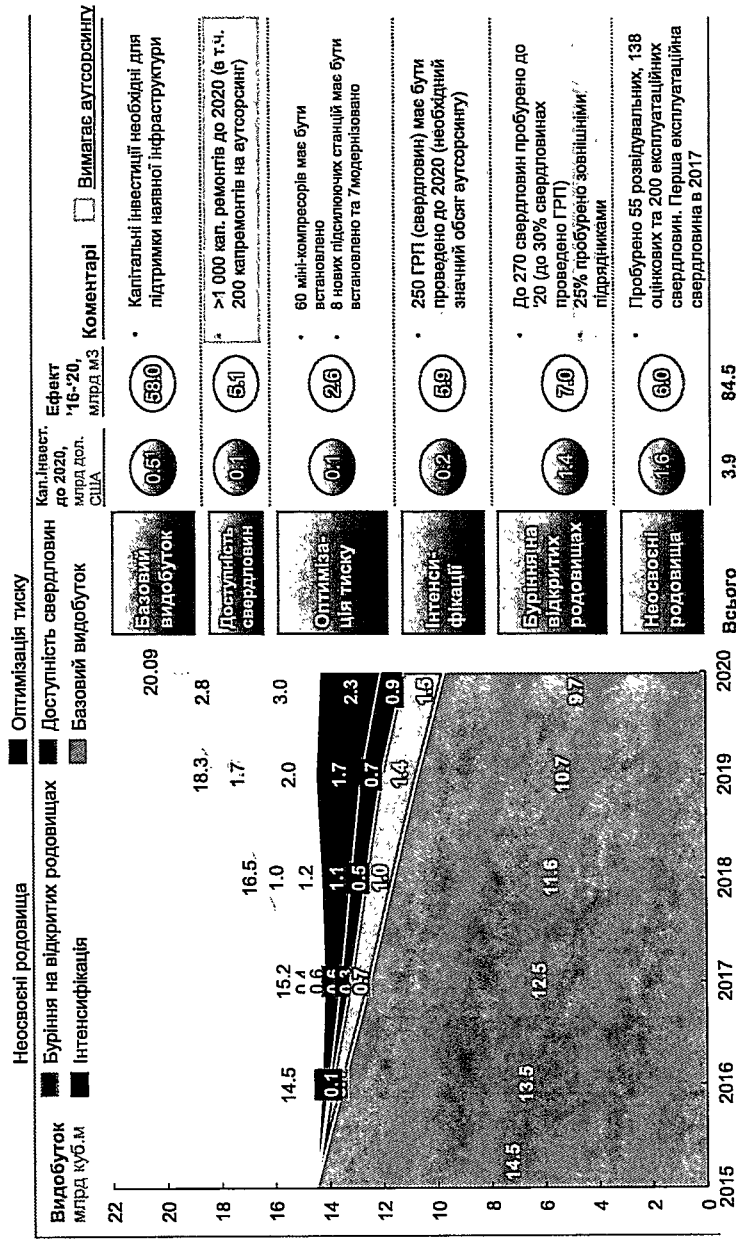 Видобуток
млрд куб.м
Неосвоєні родовища
Буріння на відкритих родовищах
Інтенсифікація
Оптимізація тиску
Доступність свердловин
Базовий видобуток
22
20
18
16
14
12
10
8
6
4
2
0
14.5
14.5
0.1
13.5
15.2
0.4
0.6
0.6
0.3
0.7
12.5
16.5
1.0
1.2
1.1
0.5
1.0
11.6
18.3
1.7
2.0
1.7
0.7
1.4
10.7
20.09
2.8
3.0
2.3
0.9
1.5
9.7
2015
2016
2017
2018
2019
2020
Кап.інвест.
до 2020,
млрд дол.
США
Ефект
'16-'20,
млрд м3
Коментарі
Вимагає аутсорсингу
Базовий
видобуток
0.51
58.0
• Капітальні інвестиції необхідні для
підтримки наявної інфраструктури
Доступність
свердловин
0.1
5.1
• >1 000 кап. ремонтів до 2020 (в т.ч.
200 капремонтів на аутсорсинг)
Оптиміза-
ція тиску
0.1
2.6
• 60 міні-компресорів має бути
встановлено
• 8 нових підсилюючих станцій має бути
встановлено та 7модернізовано
Інтенси-
фікації
0.2
5.9
• 250 ГРП (свердловин) має бути
проведено до 2020 (необхідний
значний обсяг аутсорсингу)
Буріння на
відкритих
родовищах
1.4
7.0
• До 270 свердловин пробурено до
'20 (до 30% свердловинах
проведено ГРП)
• 25% пробурено зовнішніми
підрядниками
Неосвоєні
родовища
1.6
6.0
• Пробурено 55 розвідувальних, 138
оцінкових та 200 експлуатаційних
свердловин. Перша експлуатаційна
свердловина в 2017
Всього
3.9
84.5